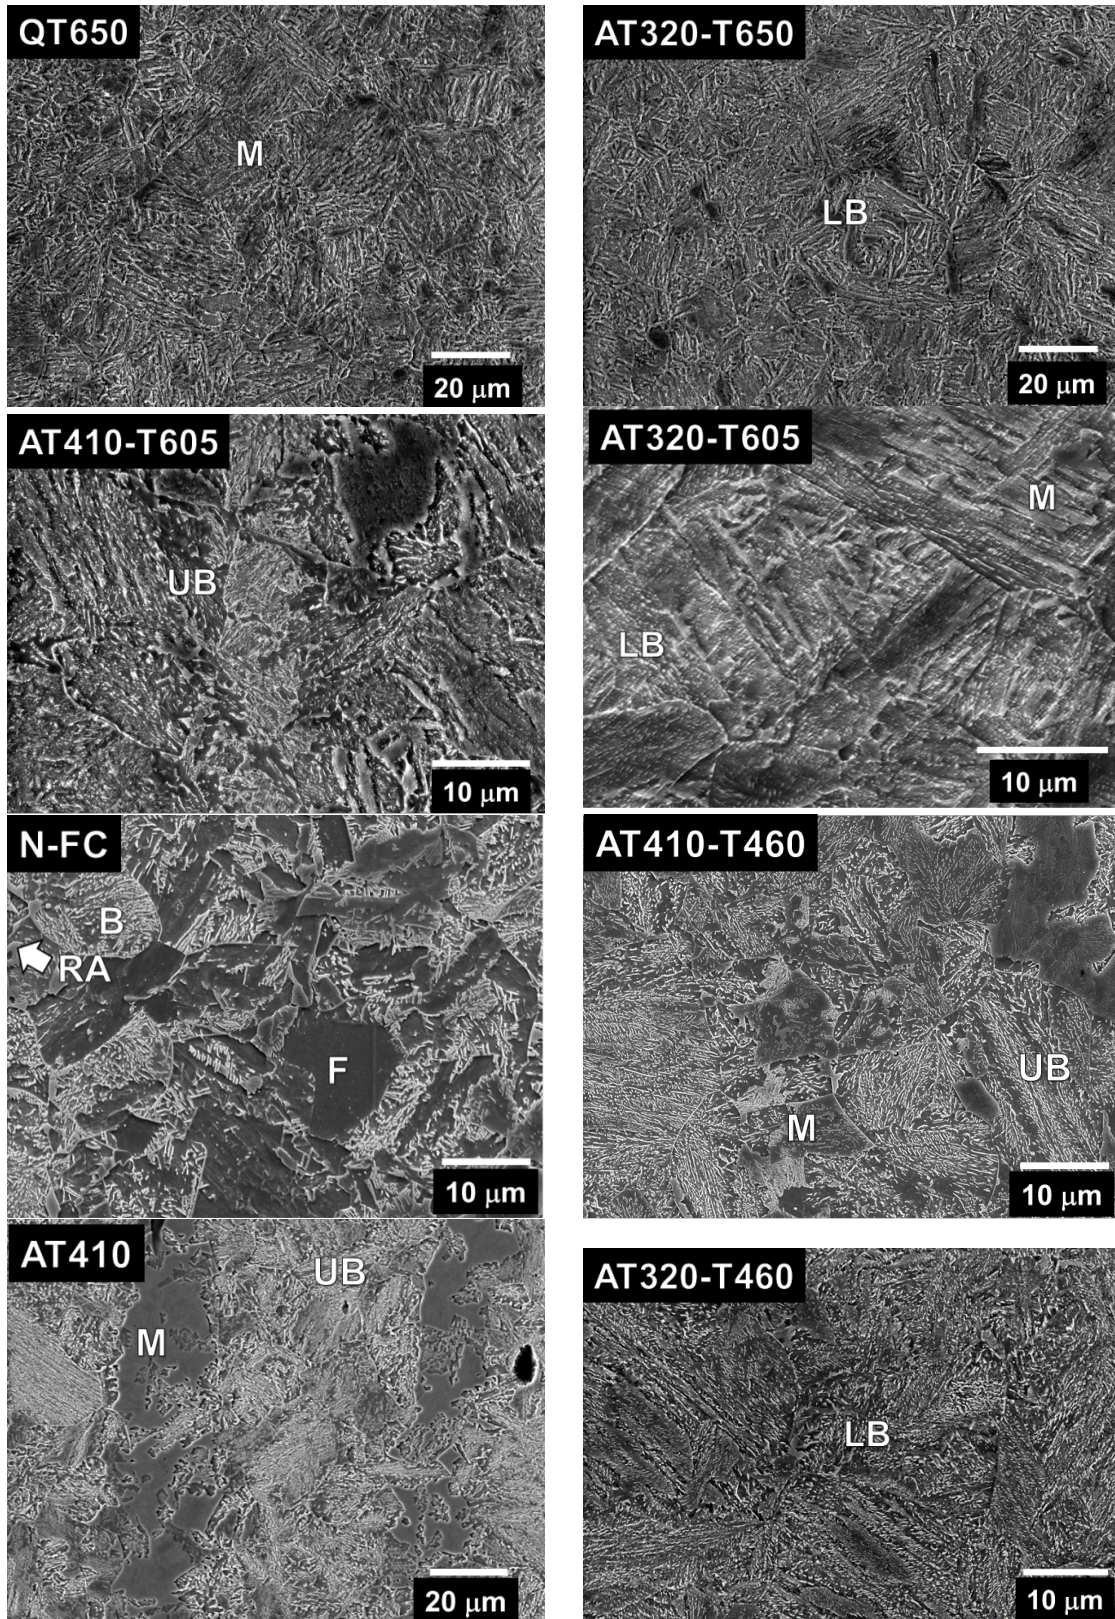 QT650
M
20 μm
AT320-T650
LB
20 μm
AT410-T605
UB
10 μm
AT320-T605
M
LB
10 μm
N-FC
B
RA
F
10 μm
AT410-T460
UB
M
10 μm
AT410
UB
M
20 μm
AT320-T460
LB
10 μm